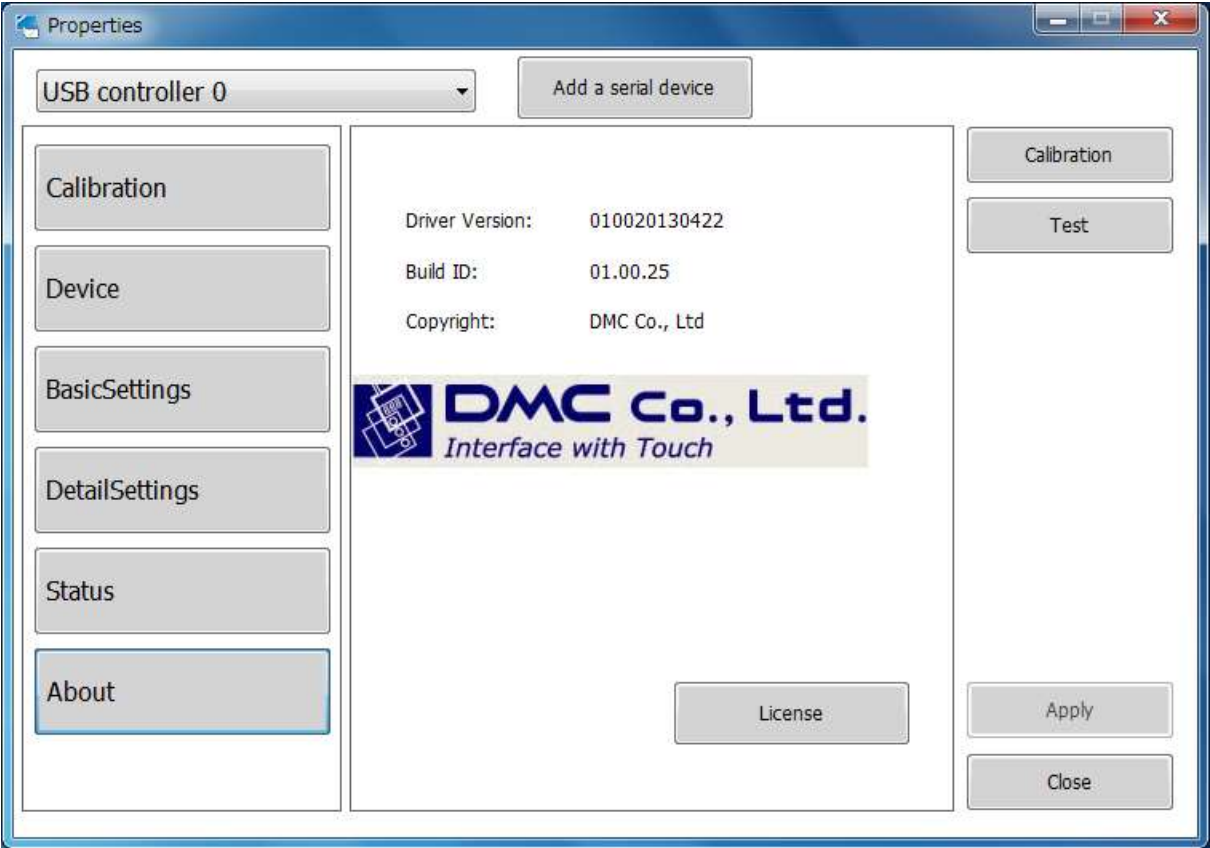 Properties
USB controller 0
Add a serial device
Calibration
Device
BasicSettings
DetailSettings
Status
About
Driver Version: 010020130422
Build ID: 01.00.25
Copyright: DMC Co., Ltd
DMC Co., Ltd.
Interface with Touch
License
Calibration
Test
Apply
Close